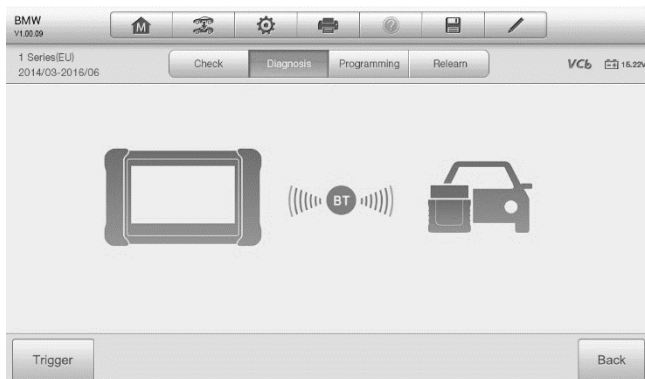 BMW
V1.00.09
M
1 Series(EU)
2014/03-2016/06
Check
Diagnosis
Programming
Relearn
VCb
15.22V
BT
Trigger
Back